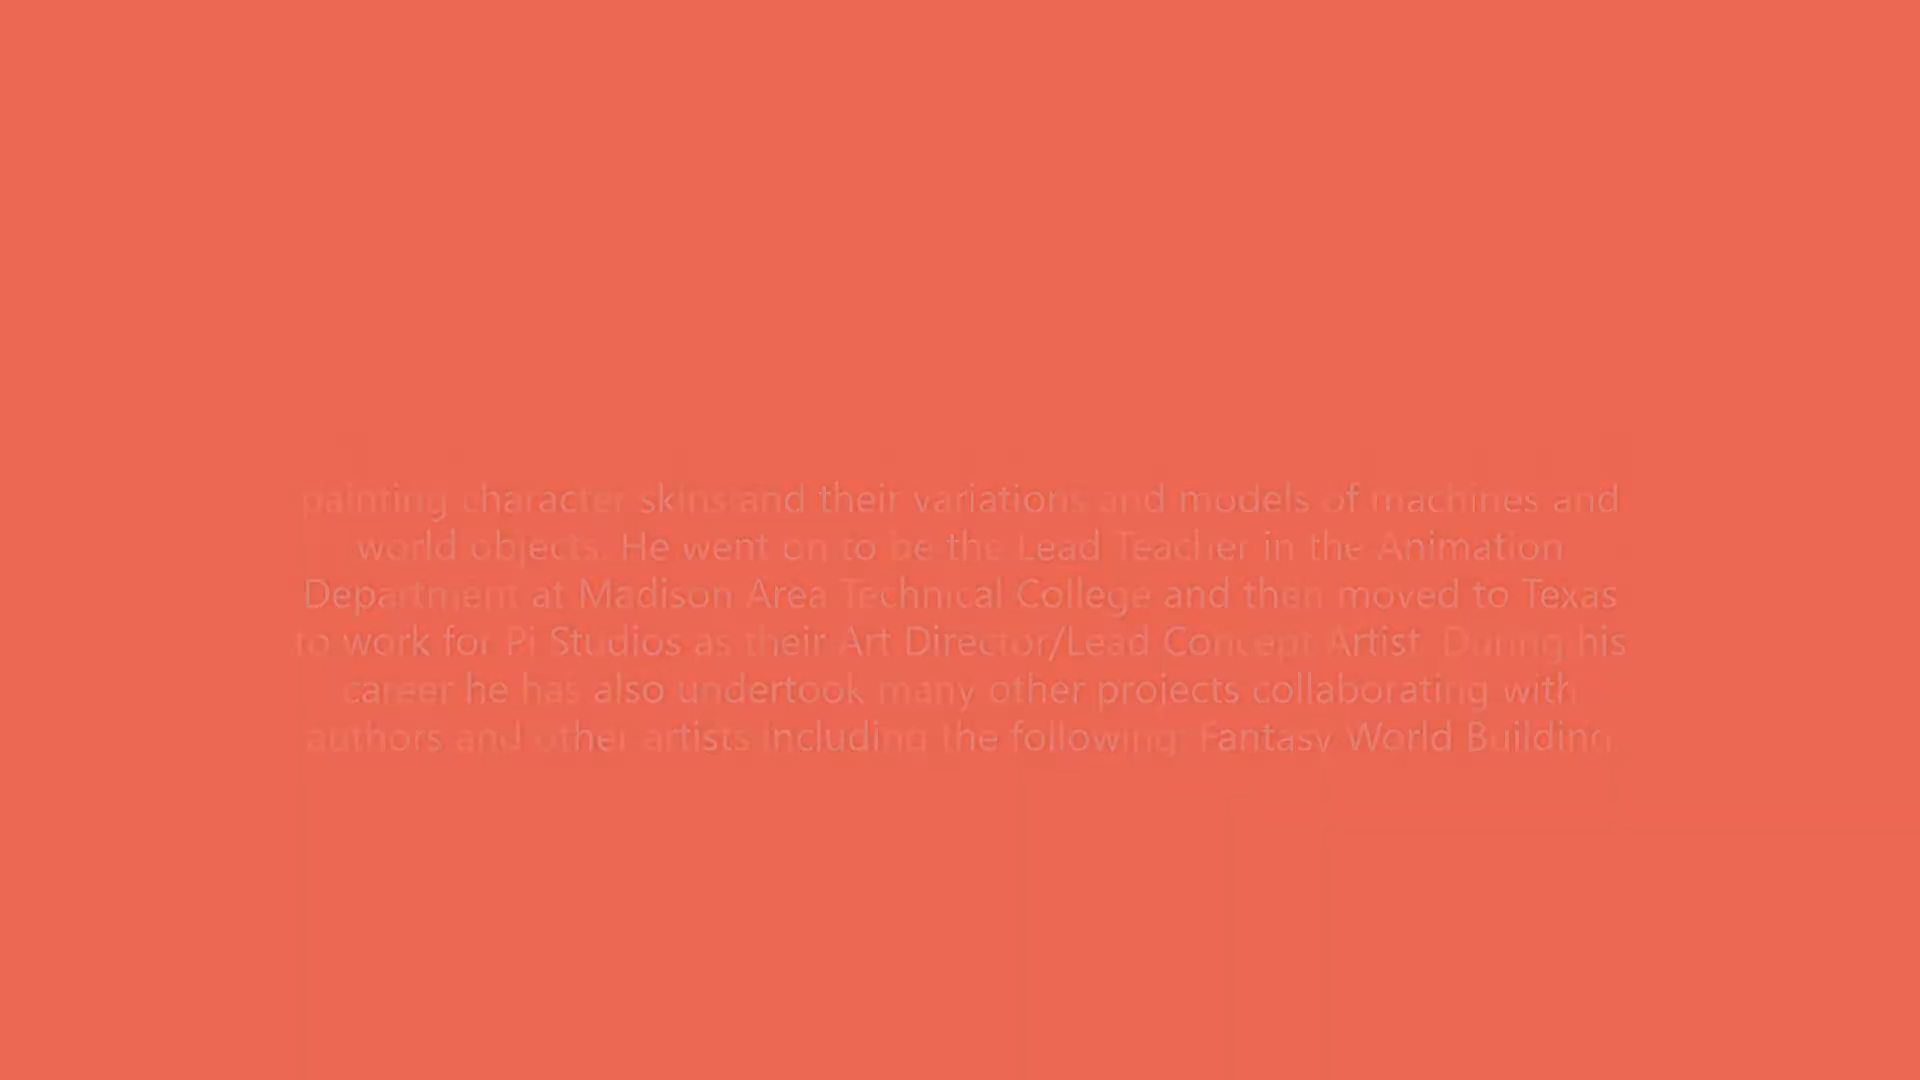 painting character skins and their variations and models of machines and
world objects. He went on to be the Lead Teacher in the Animation
Department at Madison Area Technical College and then moved to Texas
to work for Pi Studios as their Art Director/Lead Concept Artist. During his
career he has also undertook many other projects collaborating with
authors and other artists including the following: Fantasy World Building,